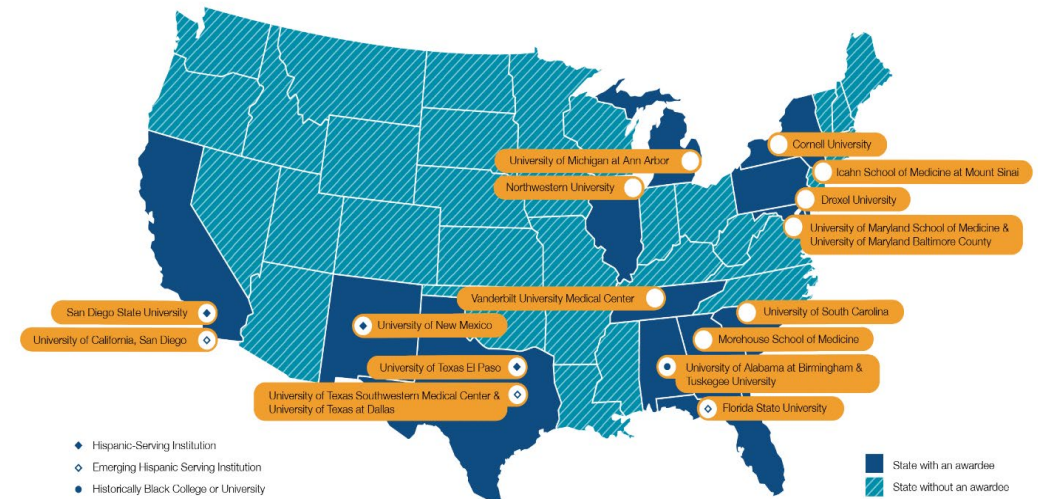 Cornell University
University of Michigan at Ann Arbor
Icahn School of Medicine at Mount Sinai
Northwestern University
Drexel University
University of Maryland School of Medicine &
University of Maryland Baltimore County
Vanderbilt University Medical Center
San Diego State University
University of South Carolina
University of New Mexico
University of California, San Diego
Morehouse School of Medicine
University of Texas El Paso
University of Alabama at Birmingham &
Tuskegee University
University of Texas Southwestern Medical Center &
University of Texas at Dallas
Florida State University
Hispanic-Serving Institution
Emerging Hispanic Serving Institution
Historically Black College or University
State with an awardee
State without an awardee